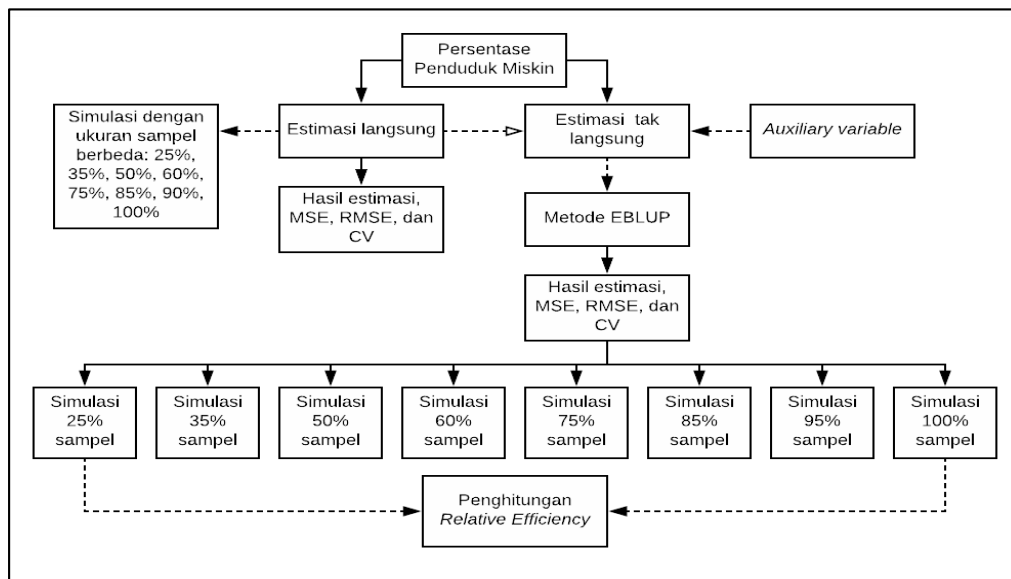 Persentase
Penduduk Miskin
Simulasi dengan
ukuran sampel
berbeda: 25%,
35%, 50%, 60%,
75%, 85%, 90%,
100%
Estimasi langsung
Estimasi tak
langsung
Auxiliary variable
Hasil estimasi,
MSE, RMSE, dan
CV
Metode EBLUP
Hasil estimasi,
MSE, RMSE, dan
CV
Simulasi
25%
sampel
Simulasi
35%
sampel
Simulasi
50%
sampel
Simulasi
60%
sampel
Simulasi
75%
sampel
Simulasi
85%
sampel
Simulasi
95%
sampel
Simulasi
100%
sampel
Penghitungan
Relative Efficiency